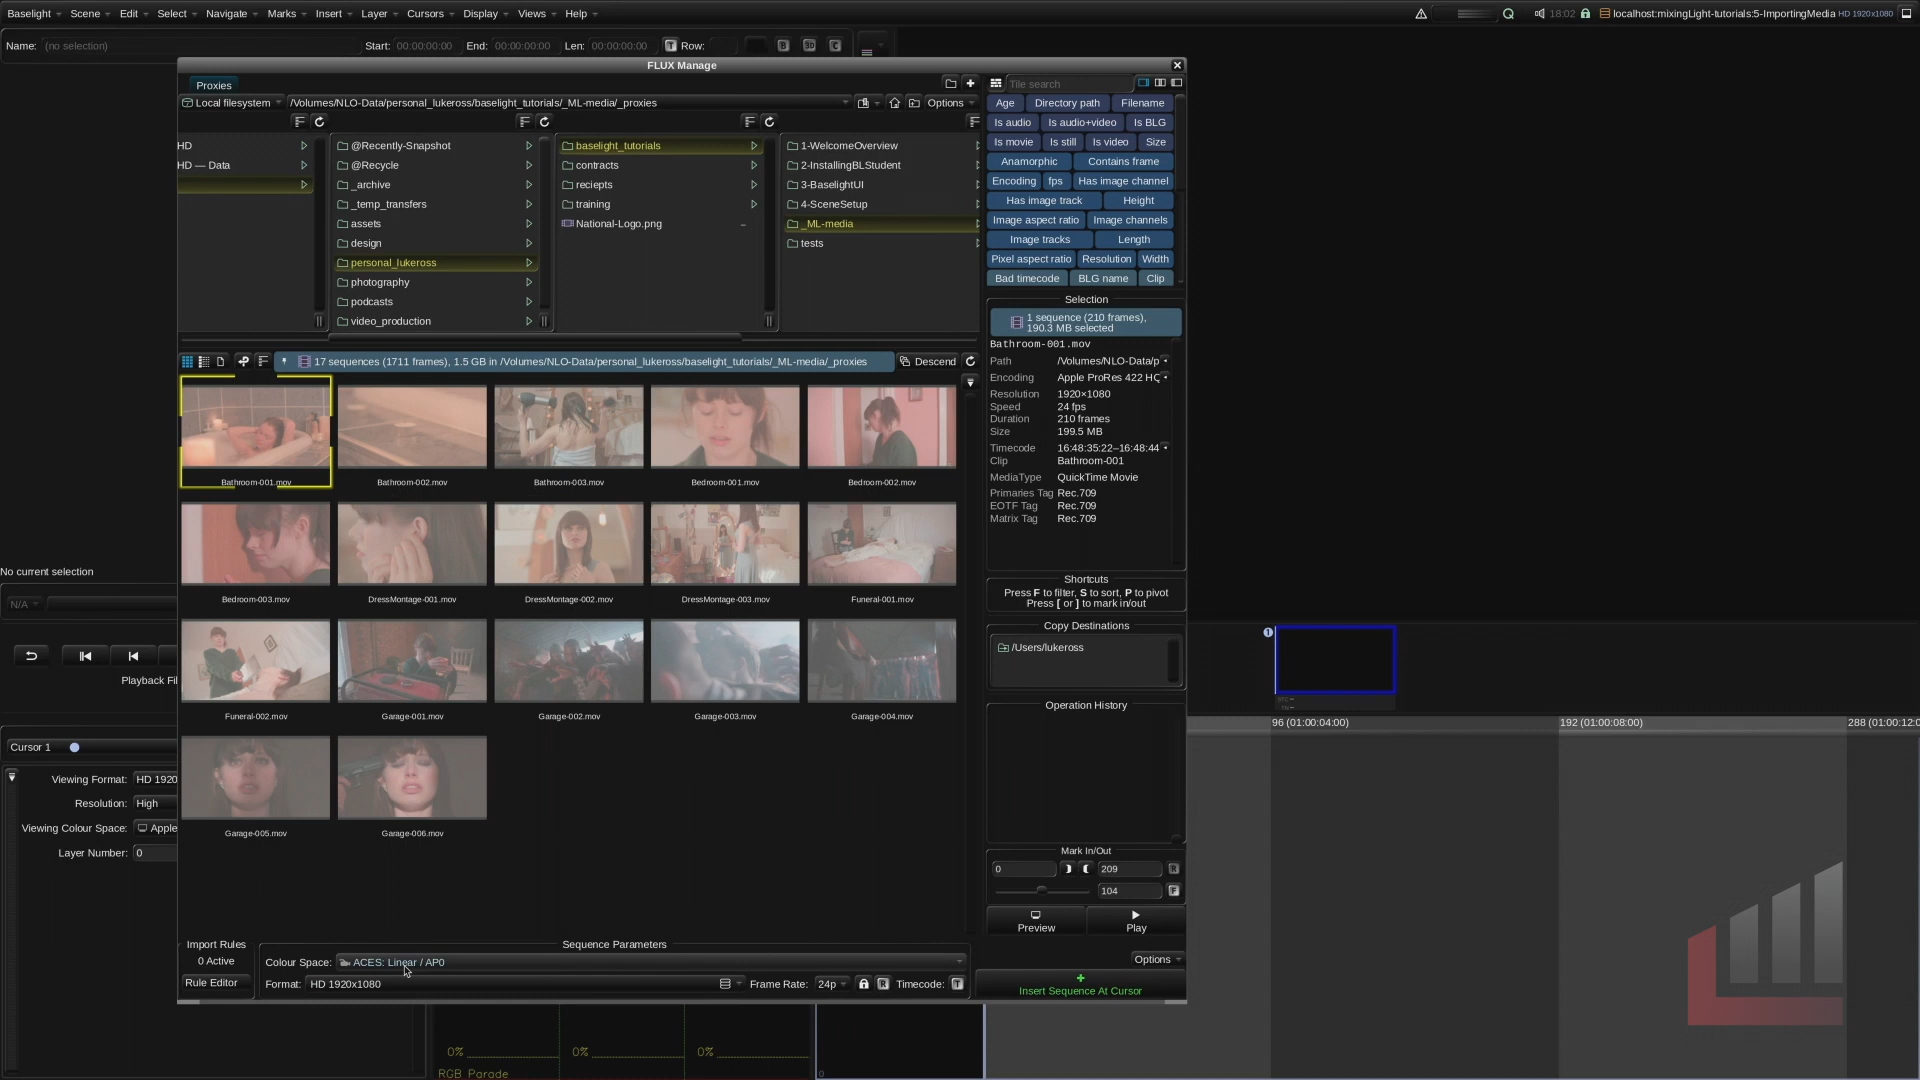 Baselight Scene Edit Select Navigate Marks Insert Layer Cursors Display Views Help 18:02 localhost:mixingLight-tutorials:5-ImportingMedia HD 1920x1080
Name: (no selection) Start: 00:00:00:00 End: 00:00:00:00 Len: 00:00:00:00 T Row: B 3D C
FLUX Manage
Proxies
Tile search
Local filesystem /Volumes/NLO-Data/personal_lukeross/baselight_tutorials/_ML-media/_proxies Options
Age Directory path Filename
Is audio Is audio+video Is BLG
HD @Recently-Snapshot baselight_tutorials 1-WelcomeOverview
Is movie Is still Is video Size
HD — Data @Recycle contracts 2-InstallingBLStudent
Anamorphic Contains frame
_archive reciepts 3-BaselightUI
Encoding fps Has image channel
_temp_transfers training 4-SceneSetup
Has image track Height
assets National-Logo.png _ML-media
Image aspect ratio Image channels
design tests
Image tracks Length
personal_lukeross
Pixel aspect ratio Resolution Width
photography
Bad timecode BLG name Clip
podcasts
video_production
Selection
1 sequence (210 frames),
190.3 MB selected
Bathroom-001.mov
17 sequences (1711 frames), 1.5 GB in /Volumes/NLO-Data/personal_lukeross/baselight_tutorials/_ML-media/_proxies Descend
Path /Volumes/NLO-Data/p
Encoding Apple ProRes 422 HQ
Resolution 1920×1080
Speed 24 fps
Duration 210 frames
Size 199.5 MB
Timecode 16:48:35:22–16:48:44
Clip Bathroom-001
MediaType QuickTime Movie
Primaries Tag Rec.709
EOTF Tag Rec.709
Matrix Tag Rec.709
Bathroom-001.mov Bathroom-002.mov Bathroom-003.mov Bedroom-001.mov Bedroom-002.mov
Bedroom-003.mov DressMontage-001.mov DressMontage-002.mov DressMontage-003.mov Funeral-001.mov
Funeral-002.mov Garage-001.mov Garage-002.mov Garage-003.mov Garage-004.mov
Garage-005.mov Garage-006.mov
Shortcuts
Press F to filter, S to sort, P to pivot
Press [ or ] to mark in/out
Copy Destinations
/Users/lukeross
Operation History
Mark In/Out
0 209 R
104 F
Preview Play
No current selection
N/A
Playback Fil
Cursor 1
Viewing Format: HD 1920
Resolution: High
Viewing Colour Space: Apple
Layer Number: 0
Import Rules
0 Active
Rule Editor
Sequence Parameters
Colour Space: ACES: Linear / AP0
Format: HD 1920x1080 Frame Rate: 24p R Timecode: T
Options
Insert Sequence At Cursor
1
96 (01:00:04:00) 192 (01:00:08:00) 288 (01:00:12:0
0% 0% 0%
RGB Parade
0